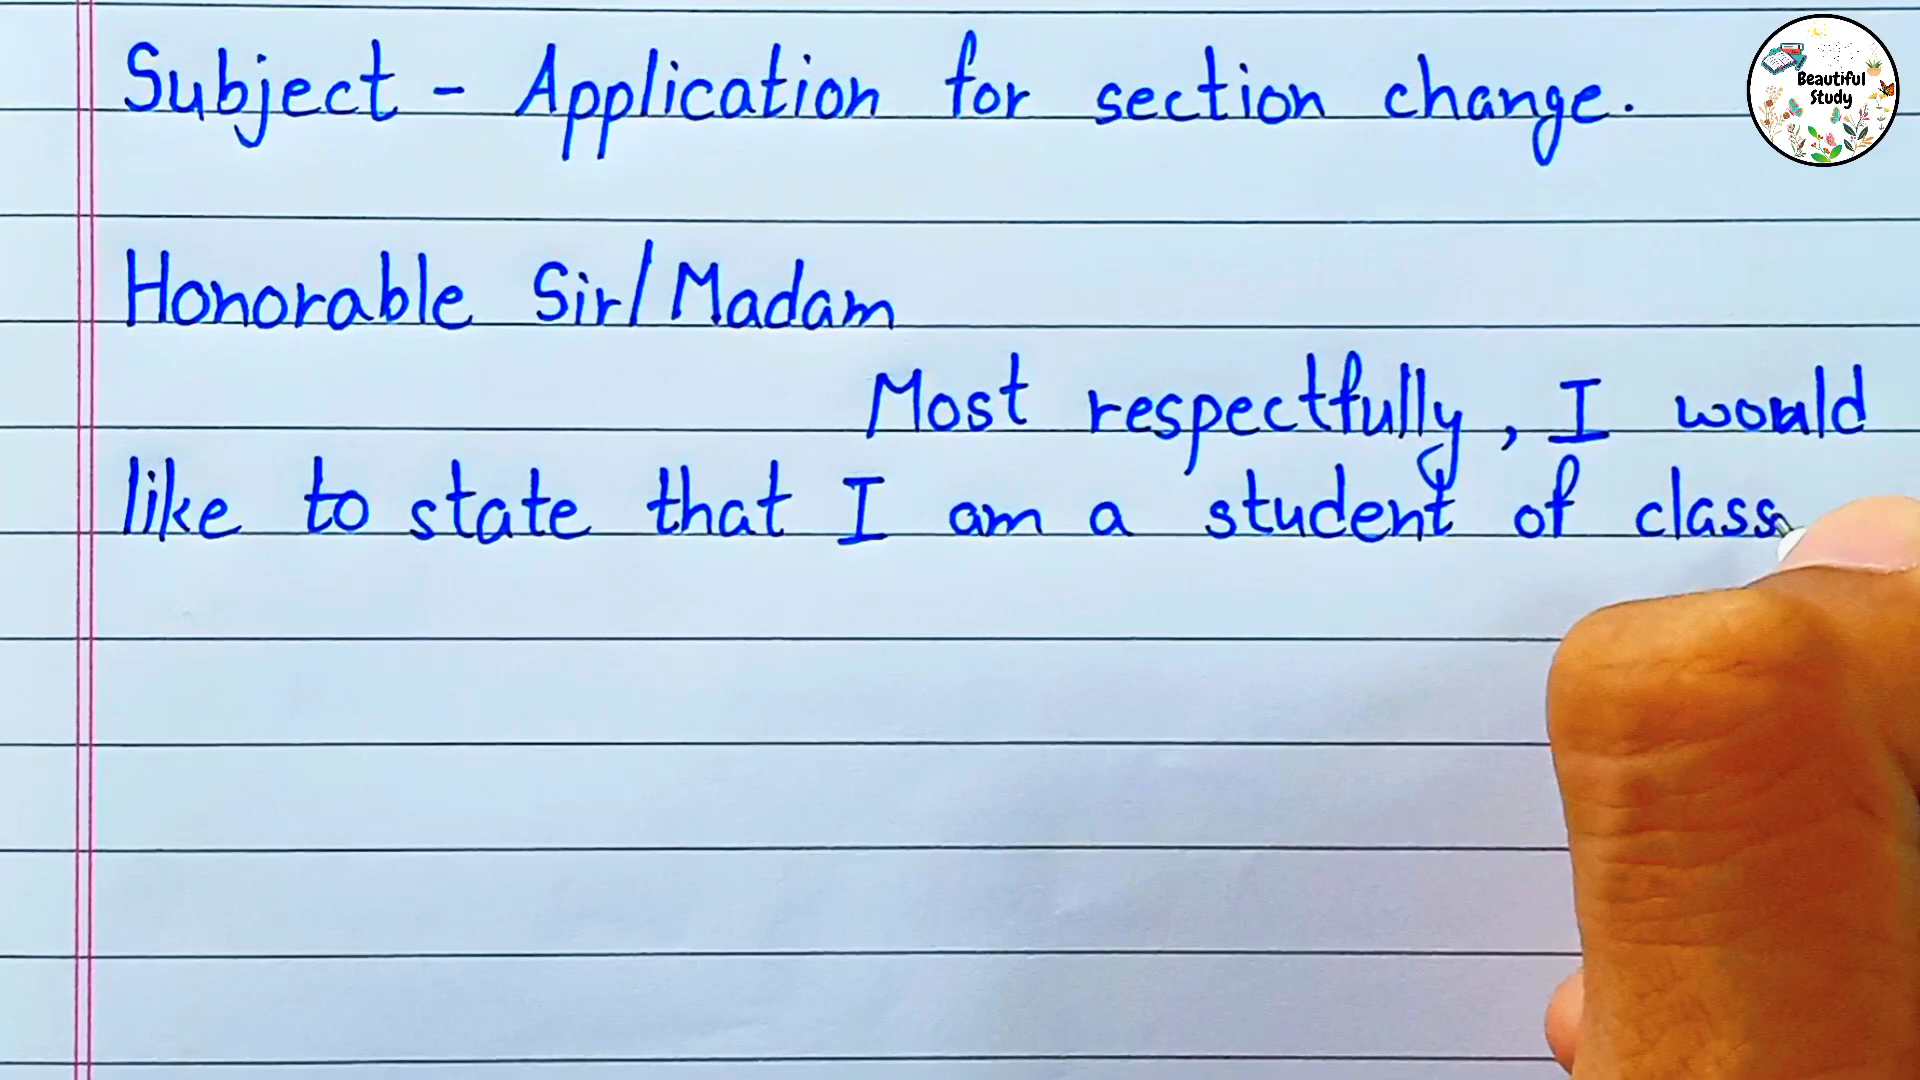 Subject - Application for section change.
Beautiful
Study
Honorable Sir/Madam
Most respectfully, I would
like to state that I am a student of class